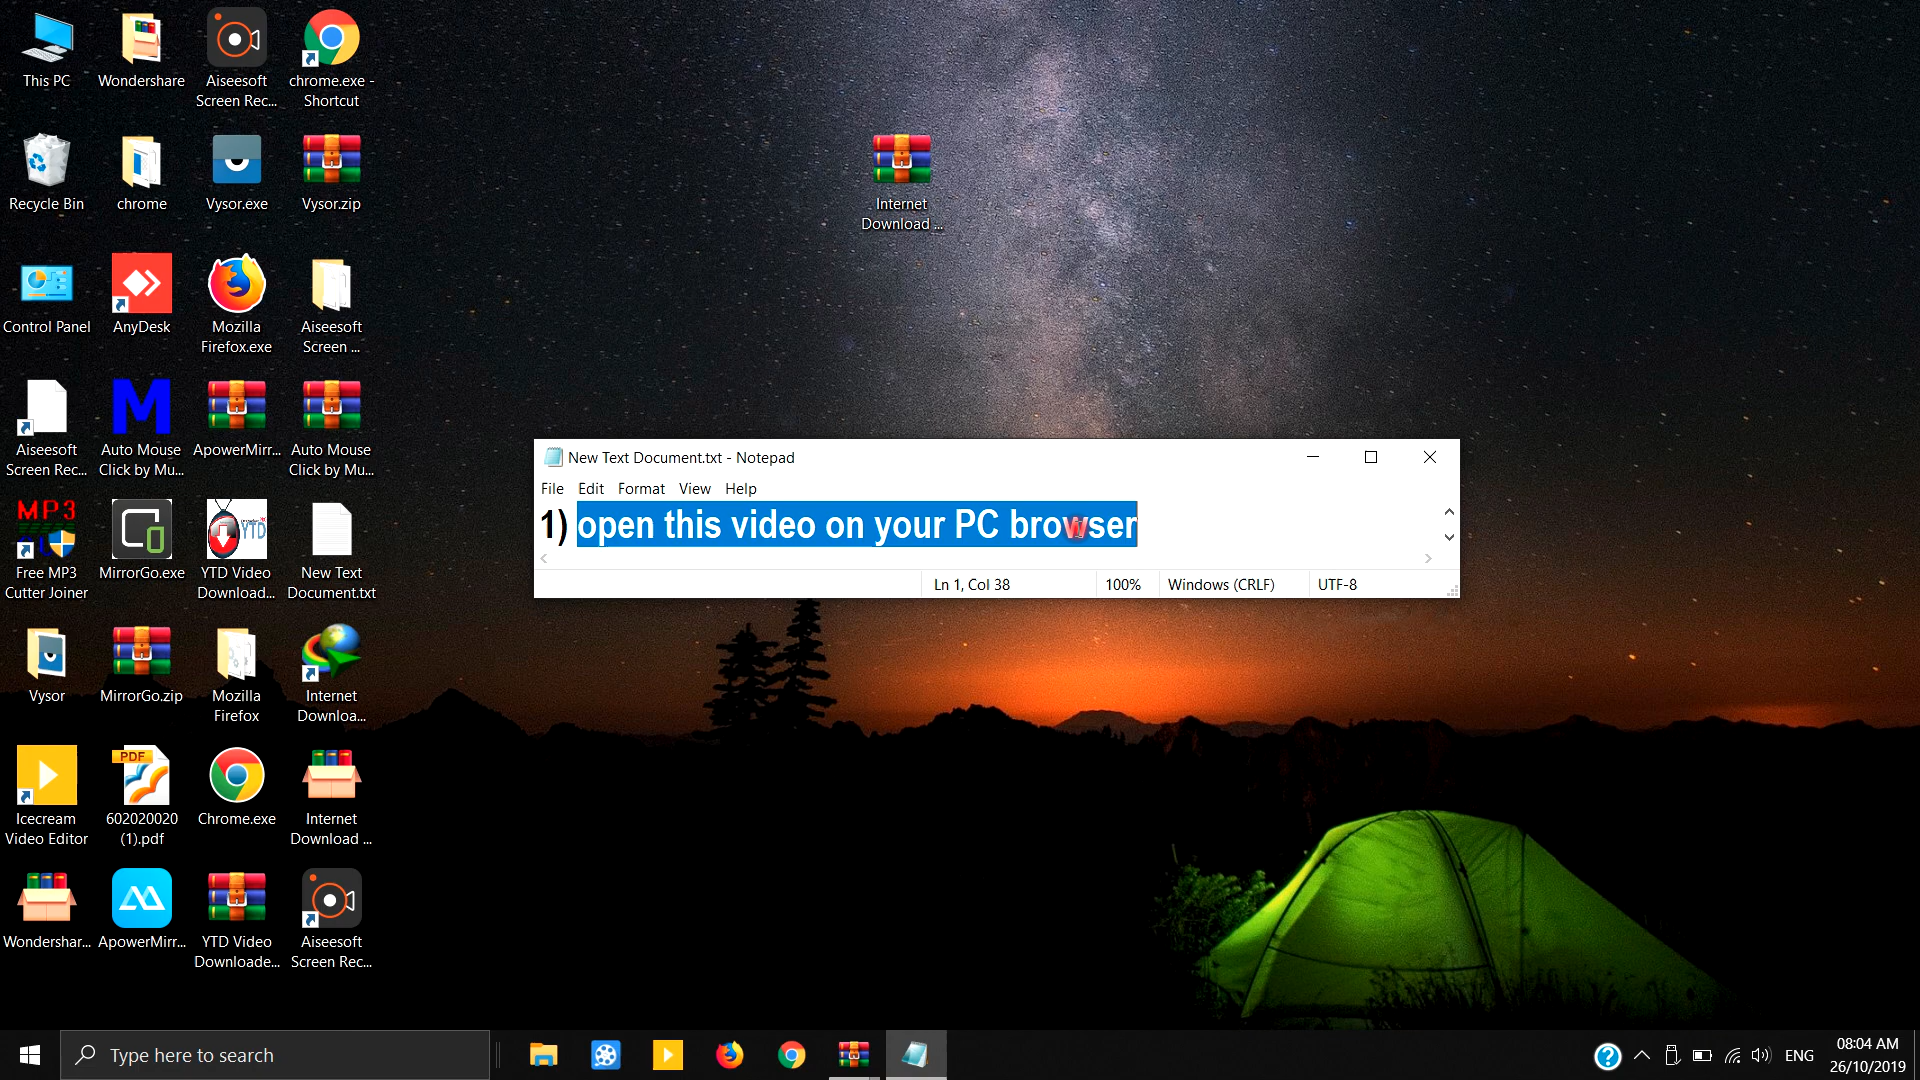 This PC
Wondershare
Aiseesoft
Screen Rec...
chrome.exe -
Shortcut
Recycle Bin
chrome
Vysor.exe
Vysor.zip
Internet
Download ...
Control Panel
AnyDesk
Mozilla
Firefox.exe
Aiseesoft
Screen ...
Aiseesoft
Screen Rec...
M
Auto Mouse
Click by Mu...
ApowerMirr...
Auto Mouse
Click by Mu...
New Text Document.txt - Notepad
File Edit Format View Help
1) open this video on your PC browser
Ln 1, Col 38 100% Windows (CRLF) UTF-8
MP3
Free MP3
Cutter Joiner
MirrorGo.exe
YTD
YTD Video
Download...
New Text
Document.txt
Vysor
MirrorGo.zip
Mozilla
Firefox
Internet
Downloa...
Icecream
Video Editor
PDF
602020020
(1).pdf
Chrome.exe
Internet
Download ...
Wondershar...
ApowerMirr...
YTD Video
Downloade...
Aiseesoft
Screen Rec...
Type here to search
ENG
08:04 AM
26/10/2019